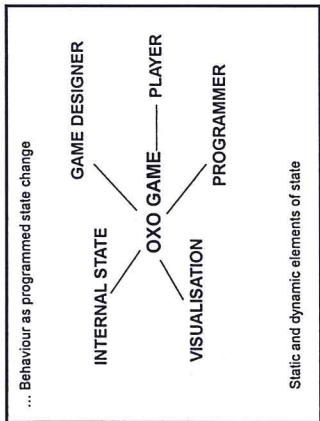 ... Behaviour as programmed state change
GAME DESIGNER
INTERNAL STATE
OXO GAME
PLAYER
VISUALISATION
PROGRAMMER
Static and dynamic elements of state